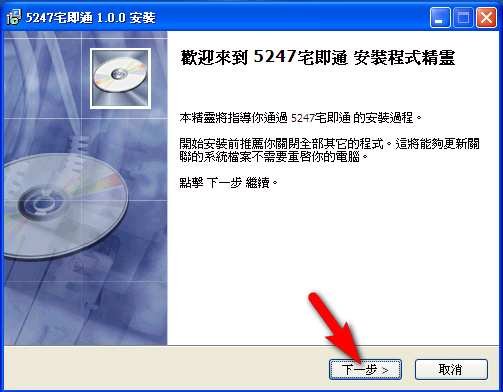 5247宅即通 1.0.0 安裝
歡迎來到 5247宅即通 安裝程式精靈
本精靈將指導你通過 5247宅即通 的安裝過程。
開始安裝前推薦你關閉全部其它的程式。這將能夠更新關
聯的系統檔案不需要重啓你的電腦。
點擊 下一步 繼續。
下一步 >
取消